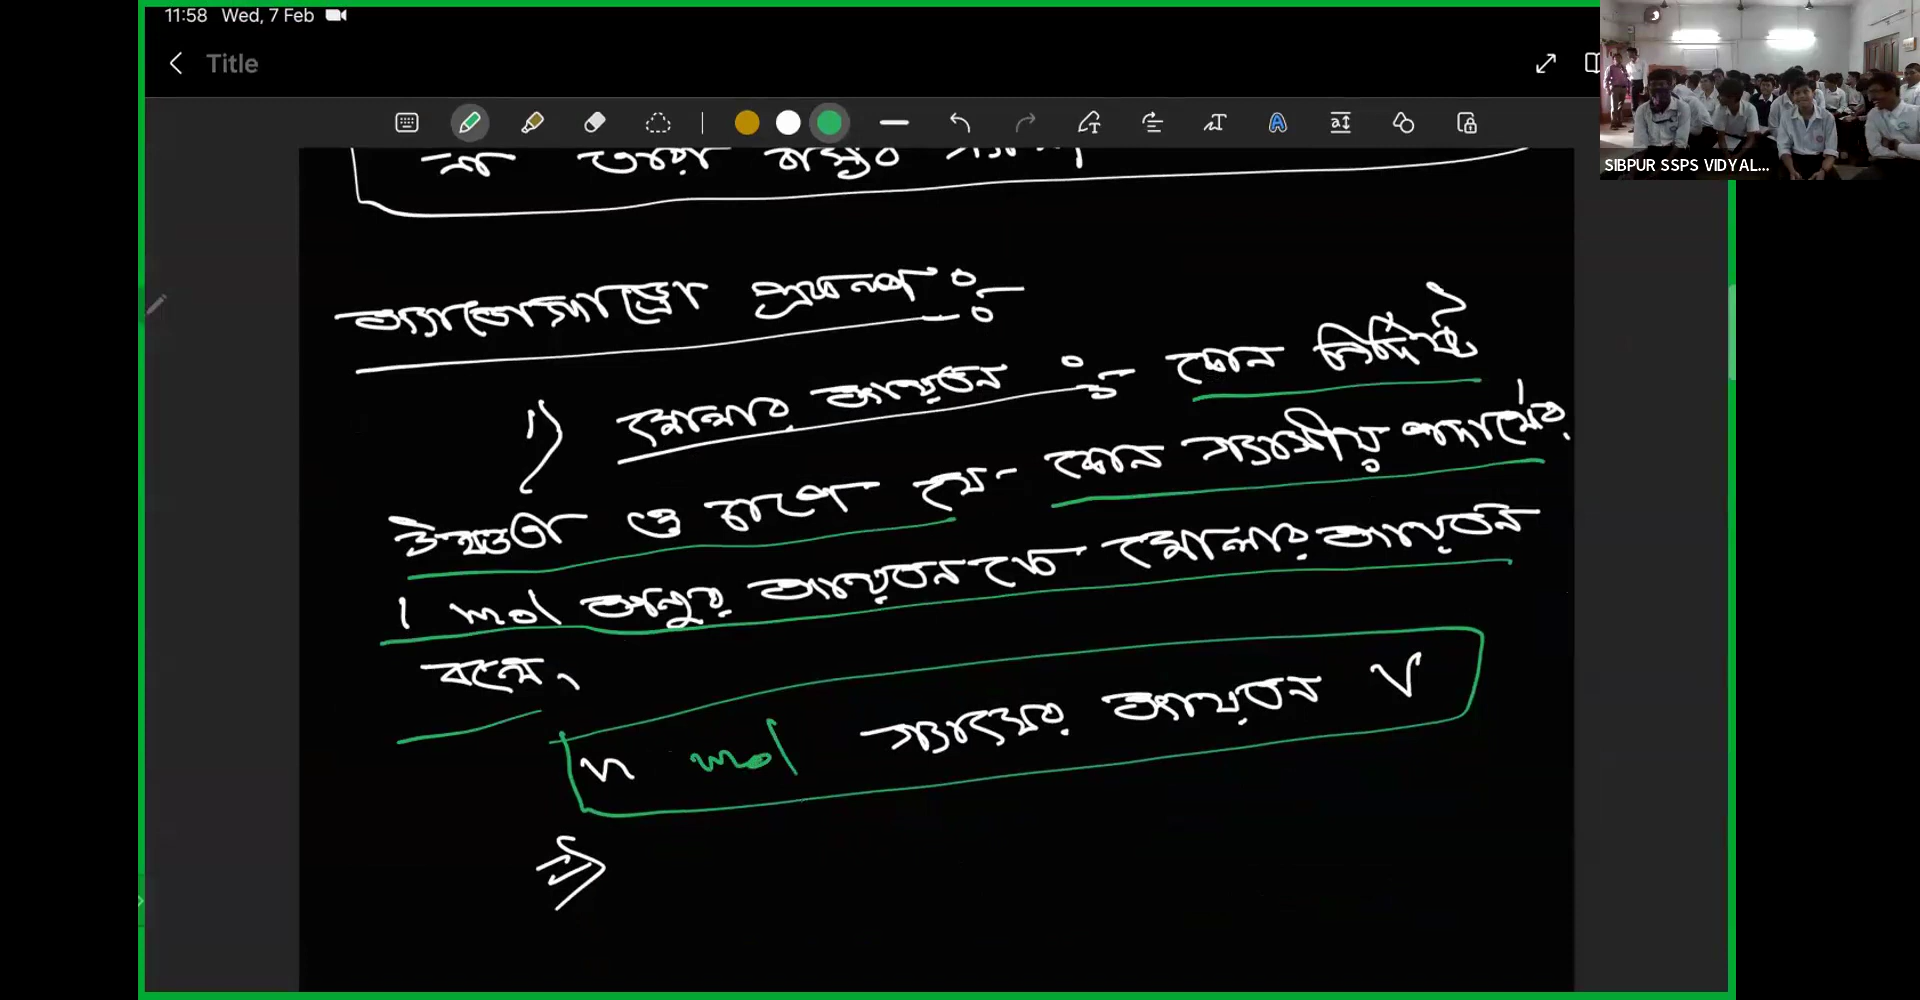 11:58 Wed, 7 Feb
Title
SIBPUR SSPS VIDYAL...
না
অ্যাভোগাড্রো প্রকল্প ঃ-
1) মোলার আয়তন ঃ- কোন নির্দিষ্ট
উষ্ণতা ও চাপে যে- কোন গ্যাসীয় পদার্থের
1 mol অনুর আয়তনকে মোলার আয়তন
বলে,
n mol গ্যাসের আয়তন V
⇒